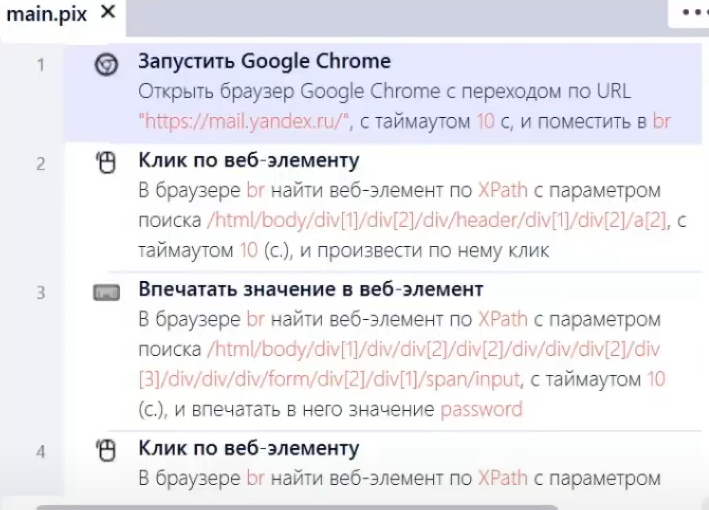 main.pix
1 Запустить Google Chrome
Открыть браузер Google Chrome с переходом по URL
"https://mail.yandex.ru/", с таймаутом 10 с, и поместить в br
2 Клик по веб-элементу
В браузере br найти веб-элемент по XPath с параметром
поиска /html/body/div[1]/div[2]/div/header/div[1]/div[2]/a[2], с
таймаутом 10 (с.), и произвести по нему клик
3 Впечатать значение в веб-элемент
В браузере br найти веб-элемент по XPath с параметром
поиска /html/body/div[1]/div/div[2]/div[2]/div/div/div[2]/div
[3]/div/div/div/form/div[2]/div[1]/span/input, с таймаутом 10
(с.), и впечатать в него значение password
4 Клик по веб-элементу
В браузере br найти веб-элемент по XPath с параметром